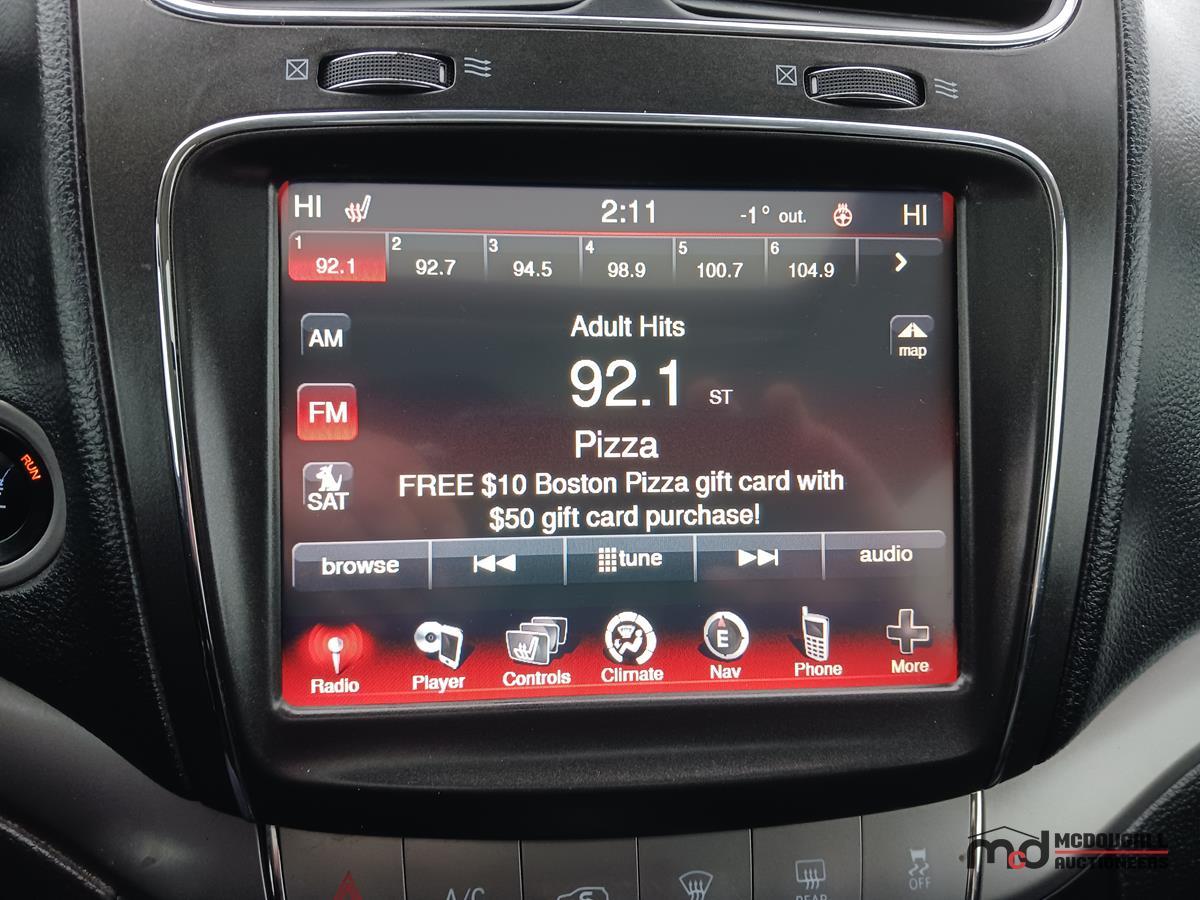 HI 2:11 -1° out. HI
1 2 3 4 5 6
92.1 92.7 94.5 98.9 100.7 104.9
AM
Adult Hits
map
92.1 ST
FM
Pizza
SAT
FREE $10 Boston Pizza gift card with
$50 gift card purchase!
browse tune audio
Radio Player Controls Climate E Nav Phone More
RUN
A/C
REAR
OFF
mcd MCDOUGALL
AUCTIONEERS